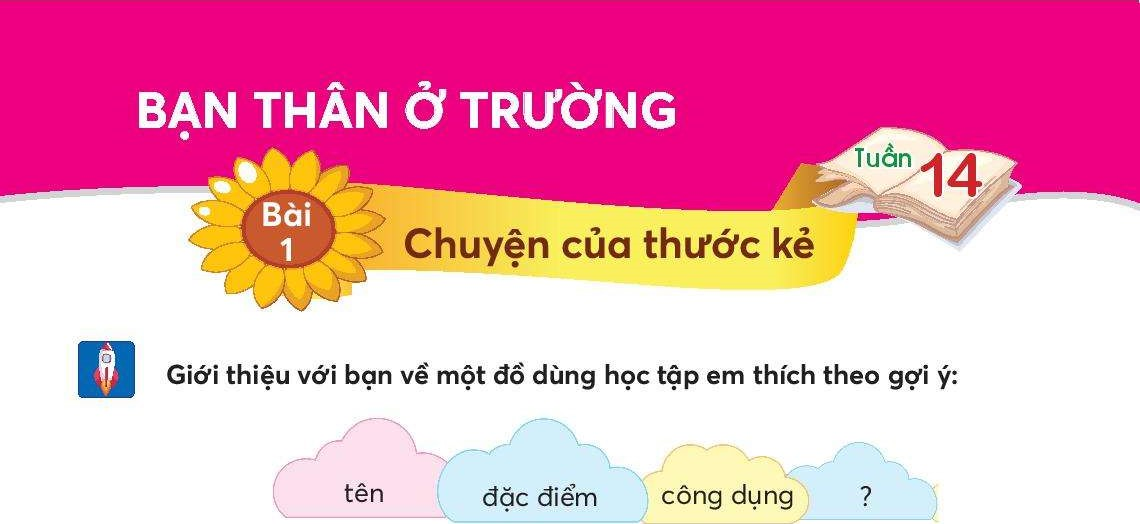 BẠN THÂN Ở TRƯỜNG
Tuần 14
Bài 1
Chuyện của thước kẻ
Giới thiệu với bạn về một đồ dùng học tập em thích theo gợi ý:
tên đặc điểm công dụng ?